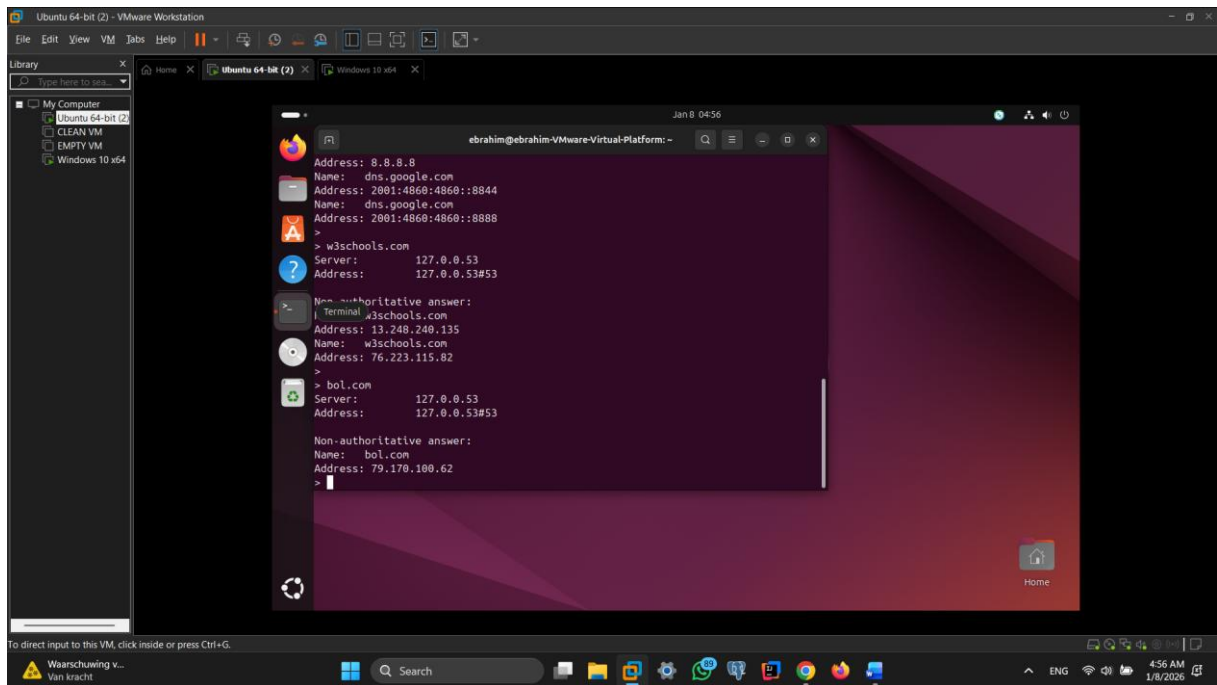 Ubuntu 64-bit (2) - VMware Workstation
File Edit View VM Tabs Help
Library
Type here to sea...
My Computer
Ubuntu 64-bit (2)
CLEAN VM
EMPTY VM
Windows 10 x64
Home Ubuntu 64-bit (2) Windows 10 x64
Jan 8 04:56
ebrahim@ebrahim-VMware-Virtual-Platform: ~
Address: 8.8.8.8
Name: dns.google.com
Address: 2001:4860:4860::8844
Name: dns.google.com
Address: 2001:4860:4860::8888
>
> w3schools.com
Server: 127.0.0.53
Address: 127.0.0.53#53
Non-authoritative answer:
Terminal w3schools.com
Address: 13.248.240.135
Name: w3schools.com
Address: 76.223.115.82
>
> bol.com
Server: 127.0.0.53
Address: 127.0.0.53#53
Non-authoritative answer:
Name: bol.com
Address: 79.170.100.62
>
Home
To direct input to this VM, click inside or press Ctrl+G.
Waarschuwing v...
Van kracht
Search
89
ENG
4:56 AM
1/8/2026